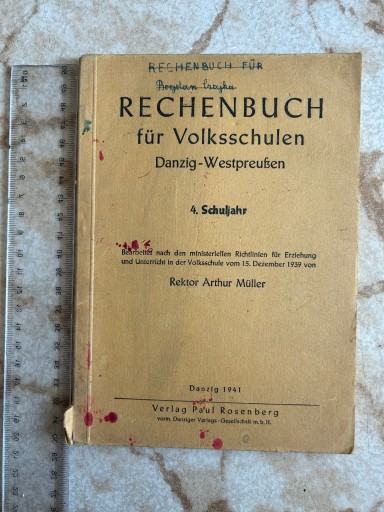 RECHENBUCH FÜR
Bogdan Czajka
RECHENBUCH
für Volksschulen
Danzig-Westpreußen
4. Schuljahr
Bearbeitet nach den ministeriellen Richtlinien für Erziehung
und Unterricht in der Volksschule vom 15. Dezember 1939 von
Rektor Arthur Müller
Danzig 1941
Verlag Paul Rosenberg
vorm. Danziger Verlags-Gesellschaft m. b. H.